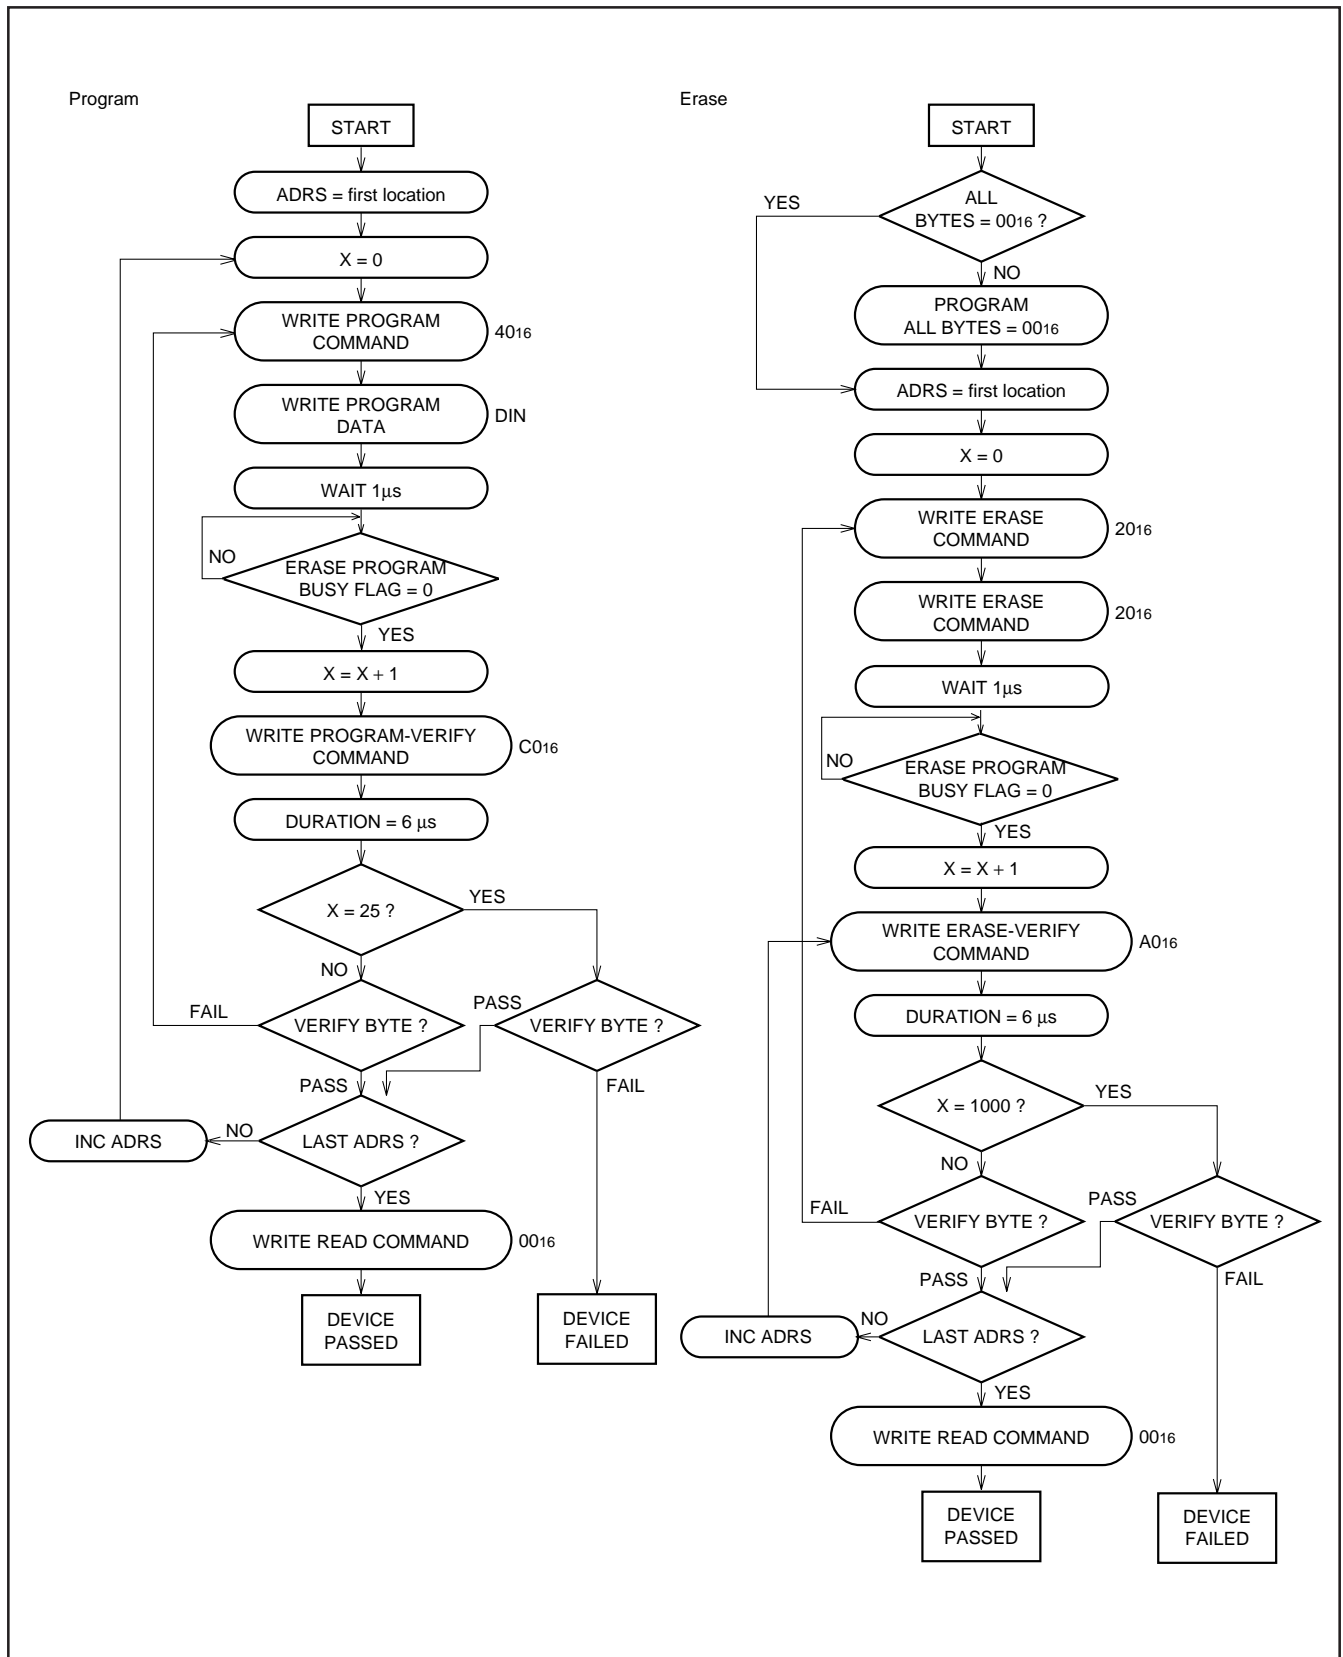 Program
START
ADRS = first location
X = 0
WRITE PROGRAM
COMMAND
4016
WRITE PROGRAM
DATA
DIN
WAIT 1µs
NO
ERASE PROGRAM
BUSY FLAG = 0
YES
X = X + 1
WRITE PROGRAM-VERIFY
COMMAND
C016
DURATION = 6 µs
X = 25 ?
YES
NO
FAIL
VERIFY BYTE ?
PASS
VERIFY BYTE ?
PASS
FAIL
INC ADRS
NO
LAST ADRS ?
YES
WRITE READ COMMAND
0016
DEVICE
PASSED
DEVICE
FAILED
Erase
START
YES
ALL
BYTES = 0016 ?
NO
PROGRAM
ALL BYTES = 0016
ADRS = first location
X = 0
WRITE ERASE
COMMAND
2016
WRITE ERASE
COMMAND
2016
WAIT 1µs
NO
ERASE PROGRAM
BUSY FLAG = 0
YES
X = X + 1
WRITE ERASE-VERIFY
COMMAND
A016
DURATION = 6 µs
X = 1000 ?
YES
NO
FAIL
VERIFY BYTE ?
PASS
VERIFY BYTE ?
PASS
FAIL
INC ADRS
NO
LAST ADRS ?
YES
WRITE READ COMMAND
0016
DEVICE
PASSED
DEVICE
FAILED